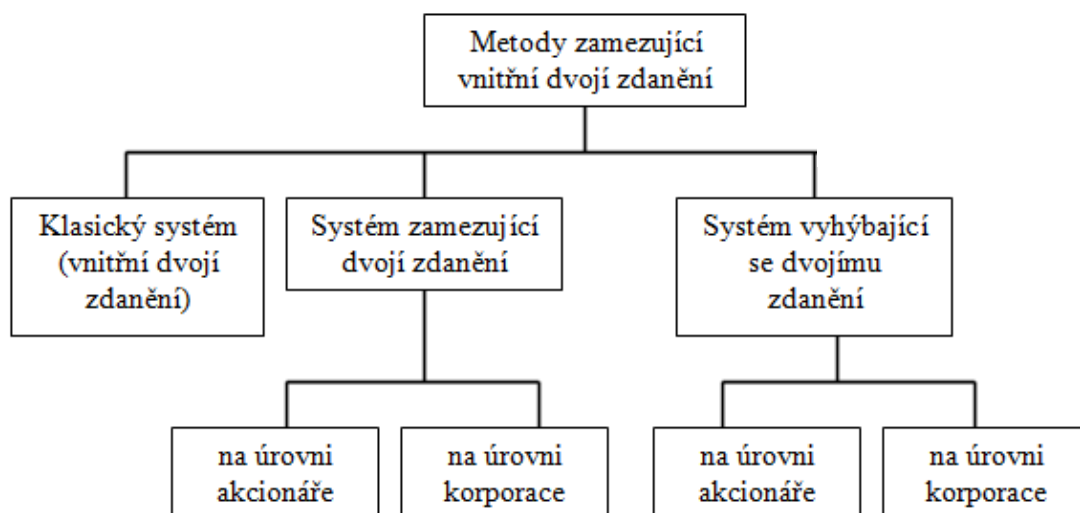 Metody zamezující
vnitřní dvojí zdanění
Klasický systém
(vnitřní dvojí
zdanění)
Systém zamezující
dvojí zdanění
Systém vyhýbající
se dvojímu
zdanění
na úrovni
akcionáře
na úrovni
korporace
na úrovni
akcionáře
na úrovni
korporace